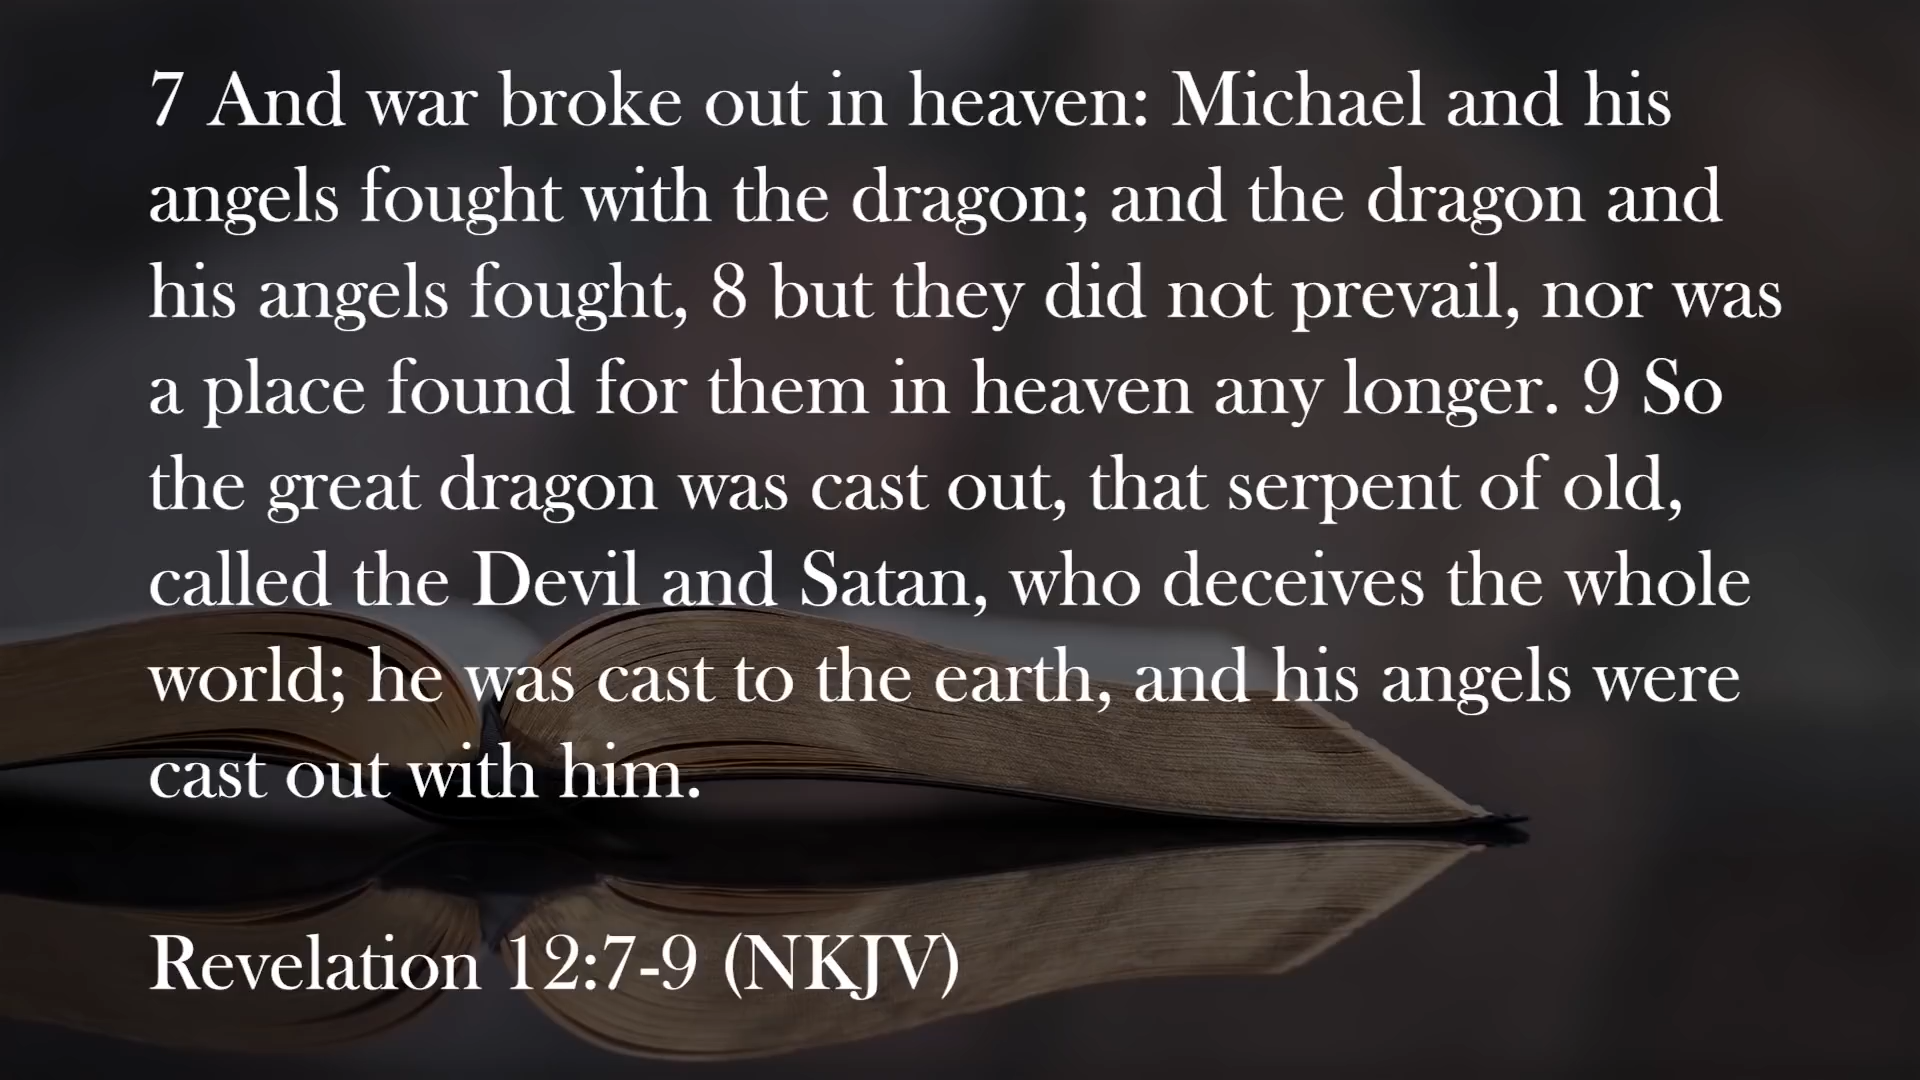 7 And war broke out in heaven: Michael and his
angels fought with the dragon; and the dragon and
his angels fought, 8 but they did not prevail, nor was
a place found for them in heaven any longer. 9 So
the great dragon was cast out, that serpent of old,
called the Devil and Satan, who deceives the whole
world; he was cast to the earth, and his angels were
cast out with him.
Revelation 12:7-9 (NKJV)